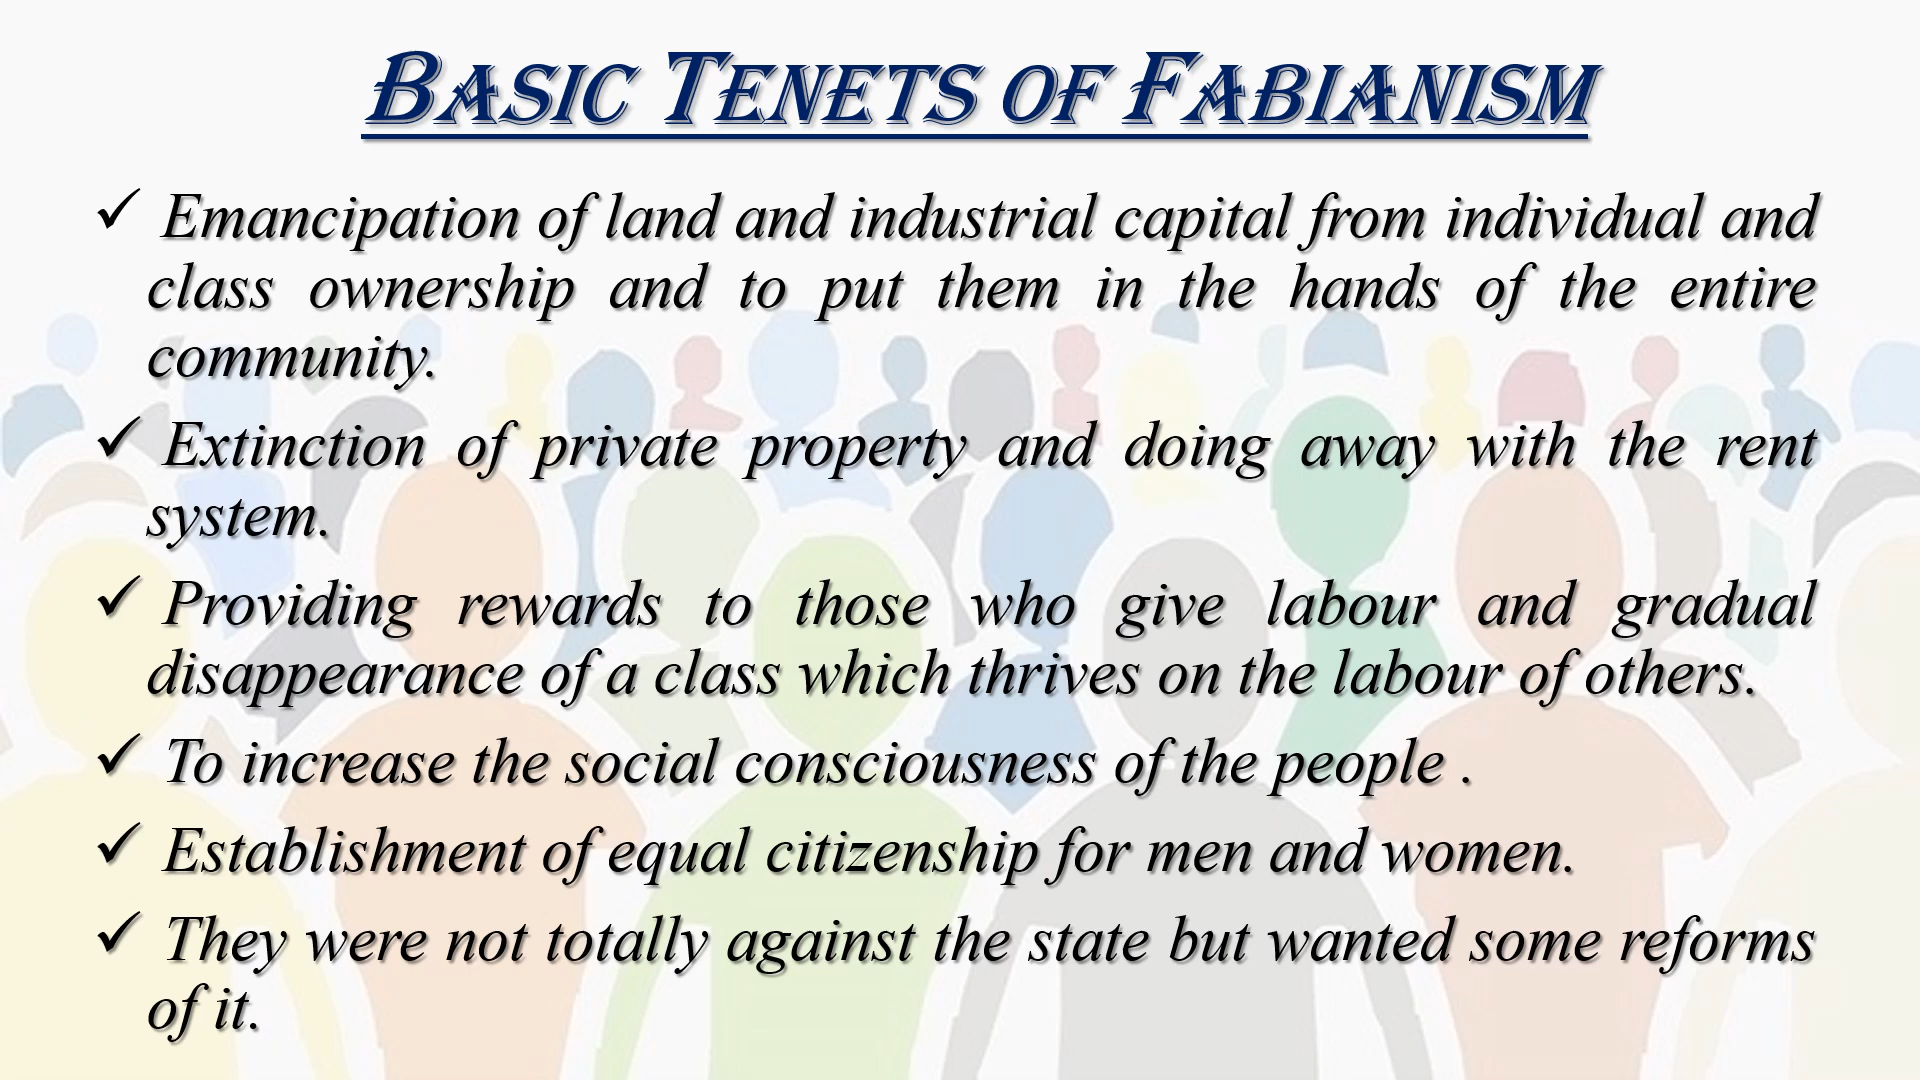 BASIC TENETS OF FABIANISM
✓ Emancipation of land and industrial capital from individual and
class ownership and to put them in the hands of the entire
community.
✓ Extinction of private property and doing away with the rent
system.
✓ Providing rewards to those who give labour and gradual
disappearance of a class which thrives on the labour of others.
✓ To increase the social consciousness of the people .
✓ Establishment of equal citizenship for men and women.
✓ They were not totally against the state but wanted some reforms
of it.